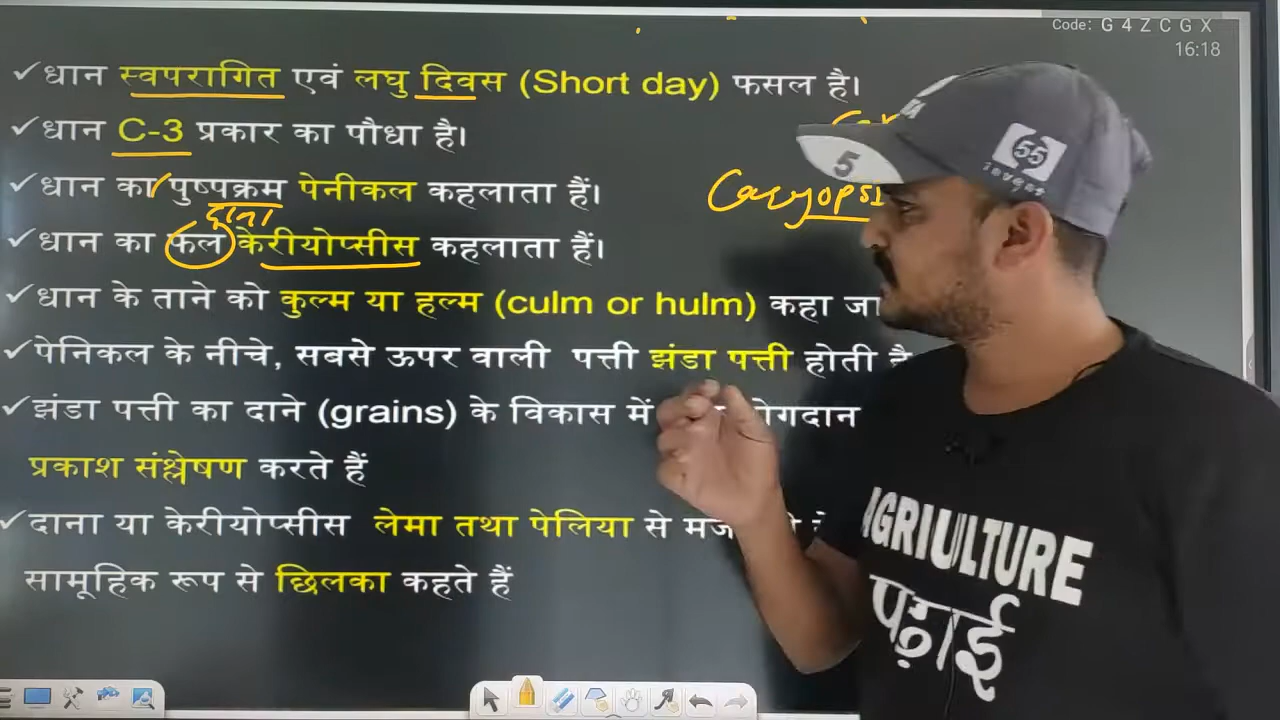 Code: G 4 Z C G X
16:18
✓धान स्वपरागित एवं लघु दिवस (Short day) फसल है।
✓धान C-3 प्रकार का पौधा है।
✓धान का पुष्पक्रम पेनीकल कहलाता हैं।
दाना
✓धान का फल केरीयोप्सीस कहलाता हैं।
✓धान के ताने को कुल्म या हल्म (culm or hulm) कहा जा
✓पेनिकल के नीचे, सबसे ऊपर वाली पत्ती झंडा पत्ती होती है
✓झंडा पत्ती का दाने (grains) के विकास में
प्रकाश संश्लेषण करते हैं
✓दाना या केरीयोप्सीस लेमा तथा पेलिया से
सामूहिक रूप से छिलका कहते हैं
Caryopsi
5
55
AGRIULTURE
पढ़ाई